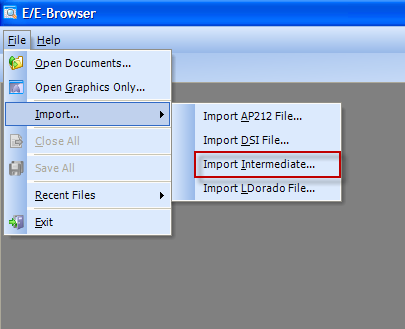 E/E-Browser
File Help
Open Documents...
Open Graphics Only...
Import...
Import AP212 File...
Import DSI File...
Import Intermediate...
Import LDorado File...
Close All
Save All
Recent Files
Exit